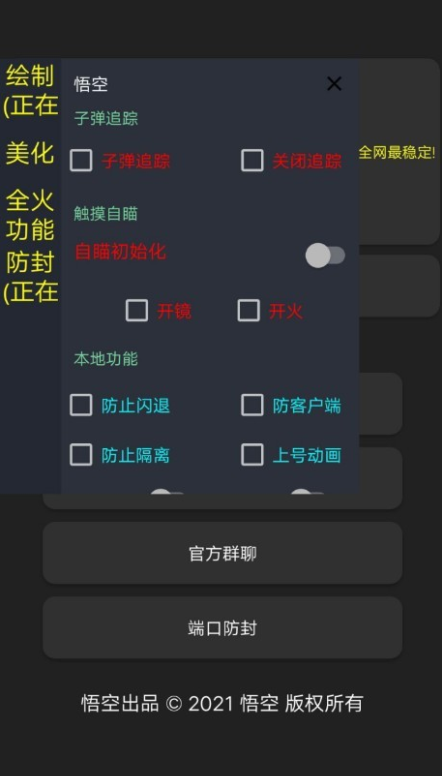 绘制
(正在
美化
全火
功能
防封
(正在
悟空
子弹追踪
子弹追踪
关闭追踪
全网最稳定!
触摸自瞄
自瞄初始化
开镜
开火
本地功能
防止闪退
防客户端
防止隔离
上号动画
官方群聊
端口防封
悟空出品 © 2021 悟空 版权所有